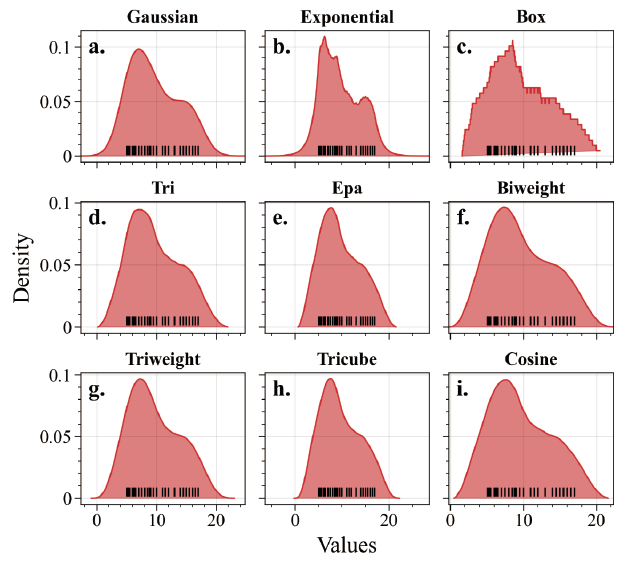 Gaussian Exponential Box
0.1 a. b. c.
0.05
0
Tri Epa Biweight
0.1 d. e. f.
Density
0.05
0
Triweight Tricube Cosine
0.1 g. h. i.
0.05
0
0 10 20 0 20 0 10 20
Values